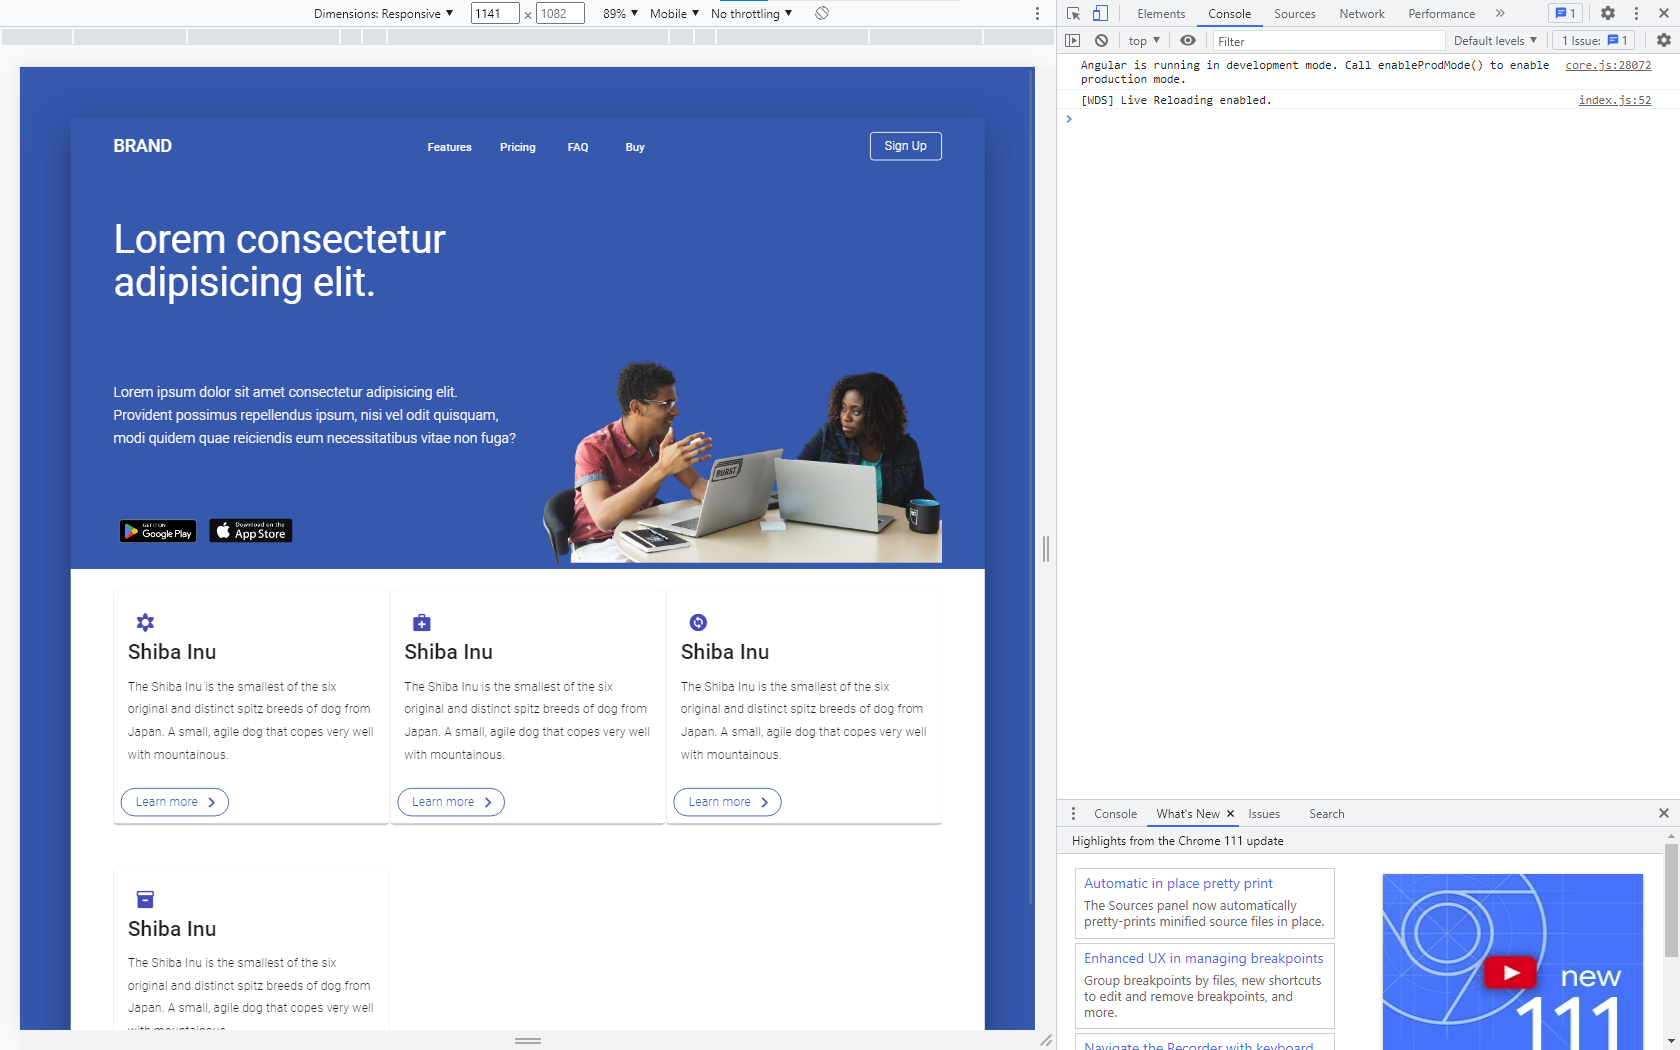 Dimensions: Responsive ▼ 1141 × 1082 89% ▼ Mobile ▼ No throttling ▼
Elements Console Sources Network Performance » 1
top ▼ Filter Default levels ▼ 1 Issue: 1
Angular is running in development mode. Call enableProdMode() to enable core.js:28072
production mode.
[WDS] Live Reloading enabled. index.js:52
BRAND
Features Pricing FAQ Buy
Sign Up
Lorem consectetur
adipisicing elit.
Lorem ipsum dolor sit amet consectetur adipisicing elit.
Provident possimus repellendus ipsum, nisi vel odit quisquam,
modi quidem quae reiciendis eum necessitatibus vitae non fuga?
BURST
GET IT ON
Google Play
Download on the
App Store
Shiba Inu
The Shiba Inu is the smallest of the six
original and distinct spitz breeds of dog from
Japan. A small, agile dog that copes very well
with mountainous.
Learn more
Shiba Inu
The Shiba Inu is the smallest of the six
original and distinct spitz breeds of dog from
Japan. A small, agile dog that copes very well
with mountainous.
Learn more
Shiba Inu
The Shiba Inu is the smallest of the six
original and distinct spitz breeds of dog from
Japan. A small, agile dog that copes very well
with mountainous.
Learn more
Shiba Inu
The Shiba Inu is the smallest of the six
original and distinct spitz breeds of dog from
Japan. A small, agile dog that copes very well
with mountainous.
Console What's New Issues Search
Highlights from the Chrome 111 update
Automatic in place pretty print
The Sources panel now automatically
pretty-prints minified source files in place.
Enhanced UX in managing breakpoints
Group breakpoints by files, new shortcuts
to edit and remove breakpoints, and
more.
Navigate the Recorder with keyboard
new
111